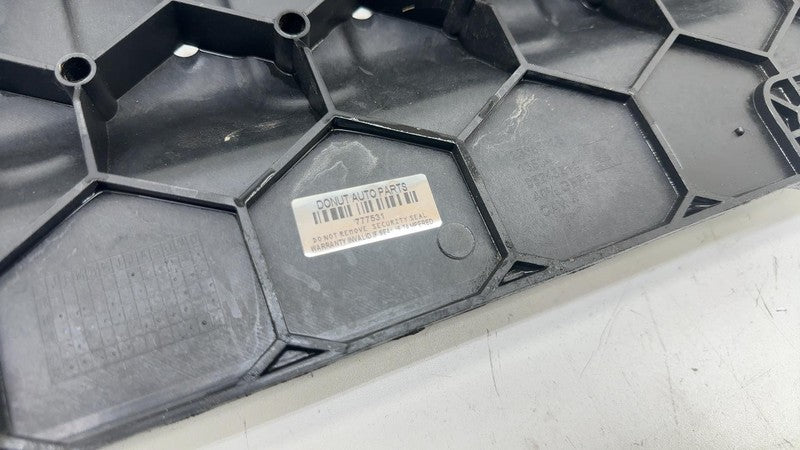 DONUT AUTO PARTS
777531
DO NOT REMOVE SECURITY SEAL
WARRANTY INVALID IF SEAL IS TAMPERED